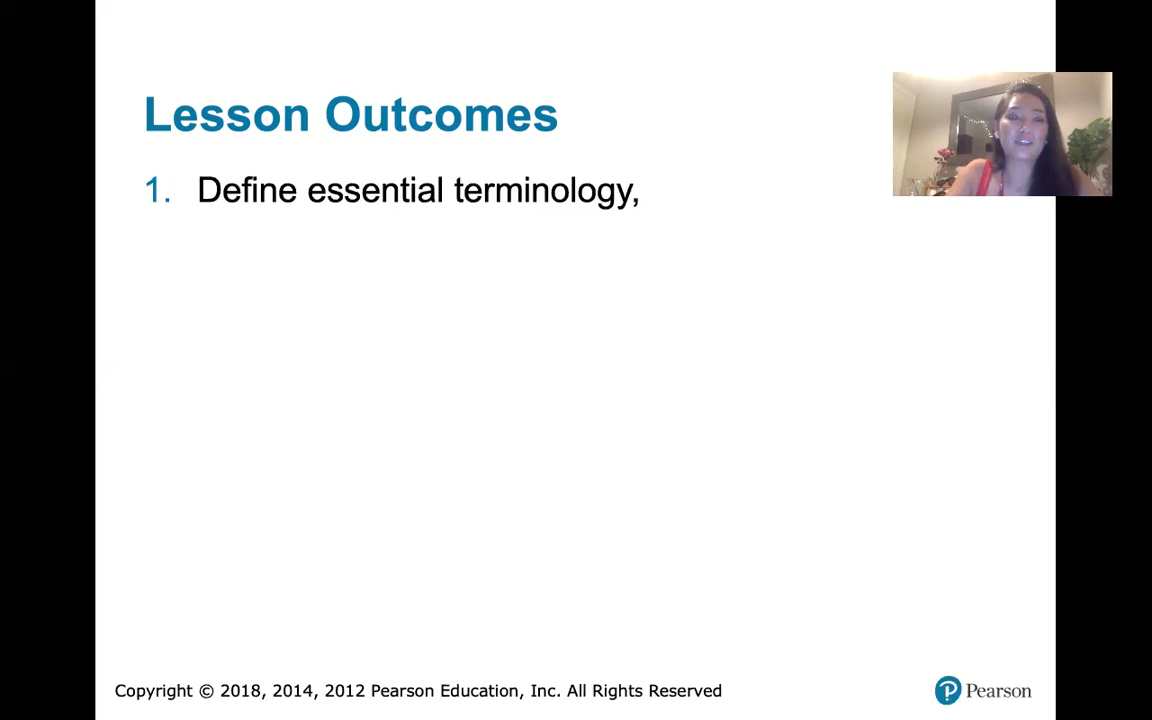 Lesson Outcomes
1. Define essential terminology,
Copyright © 2018, 2014, 2012 Pearson Education, Inc. All Rights Reserved
Pearson